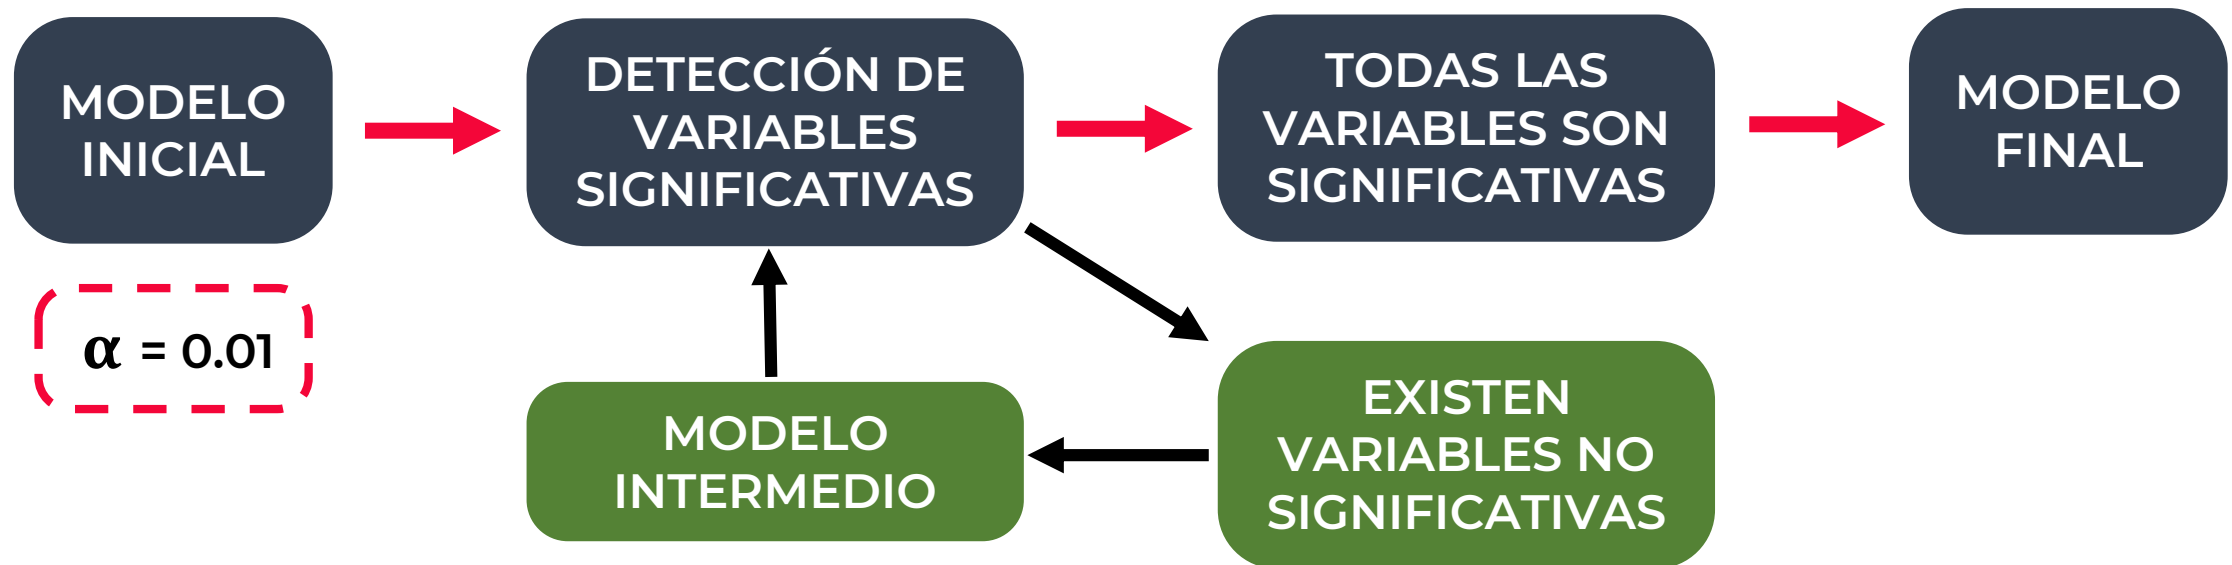 MODELO
INICIAL
DETECCIÓN DE
VARIABLES
SIGNIFICATIVAS
TODAS LAS
VARIABLES SON
SIGNIFICATIVAS
MODELO
FINAL
α = 0.01
MODELO
INTERMEDIO
EXISTEN
VARIABLES NO
SIGNIFICATIVAS